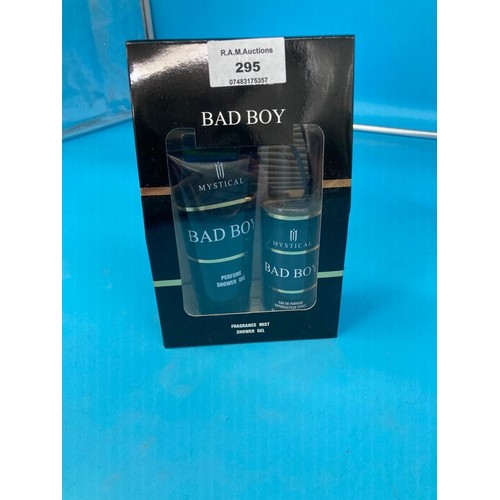 R.A.M.Auctions
295
07483175357
BAD BOY
MYSTICAL
BAD BOY
PERFUME
SHOWER GEL
MYSTICAL
BAD BOY
EAU DE PARFUM
FRAGRANCE MIST
SHOWER GEL